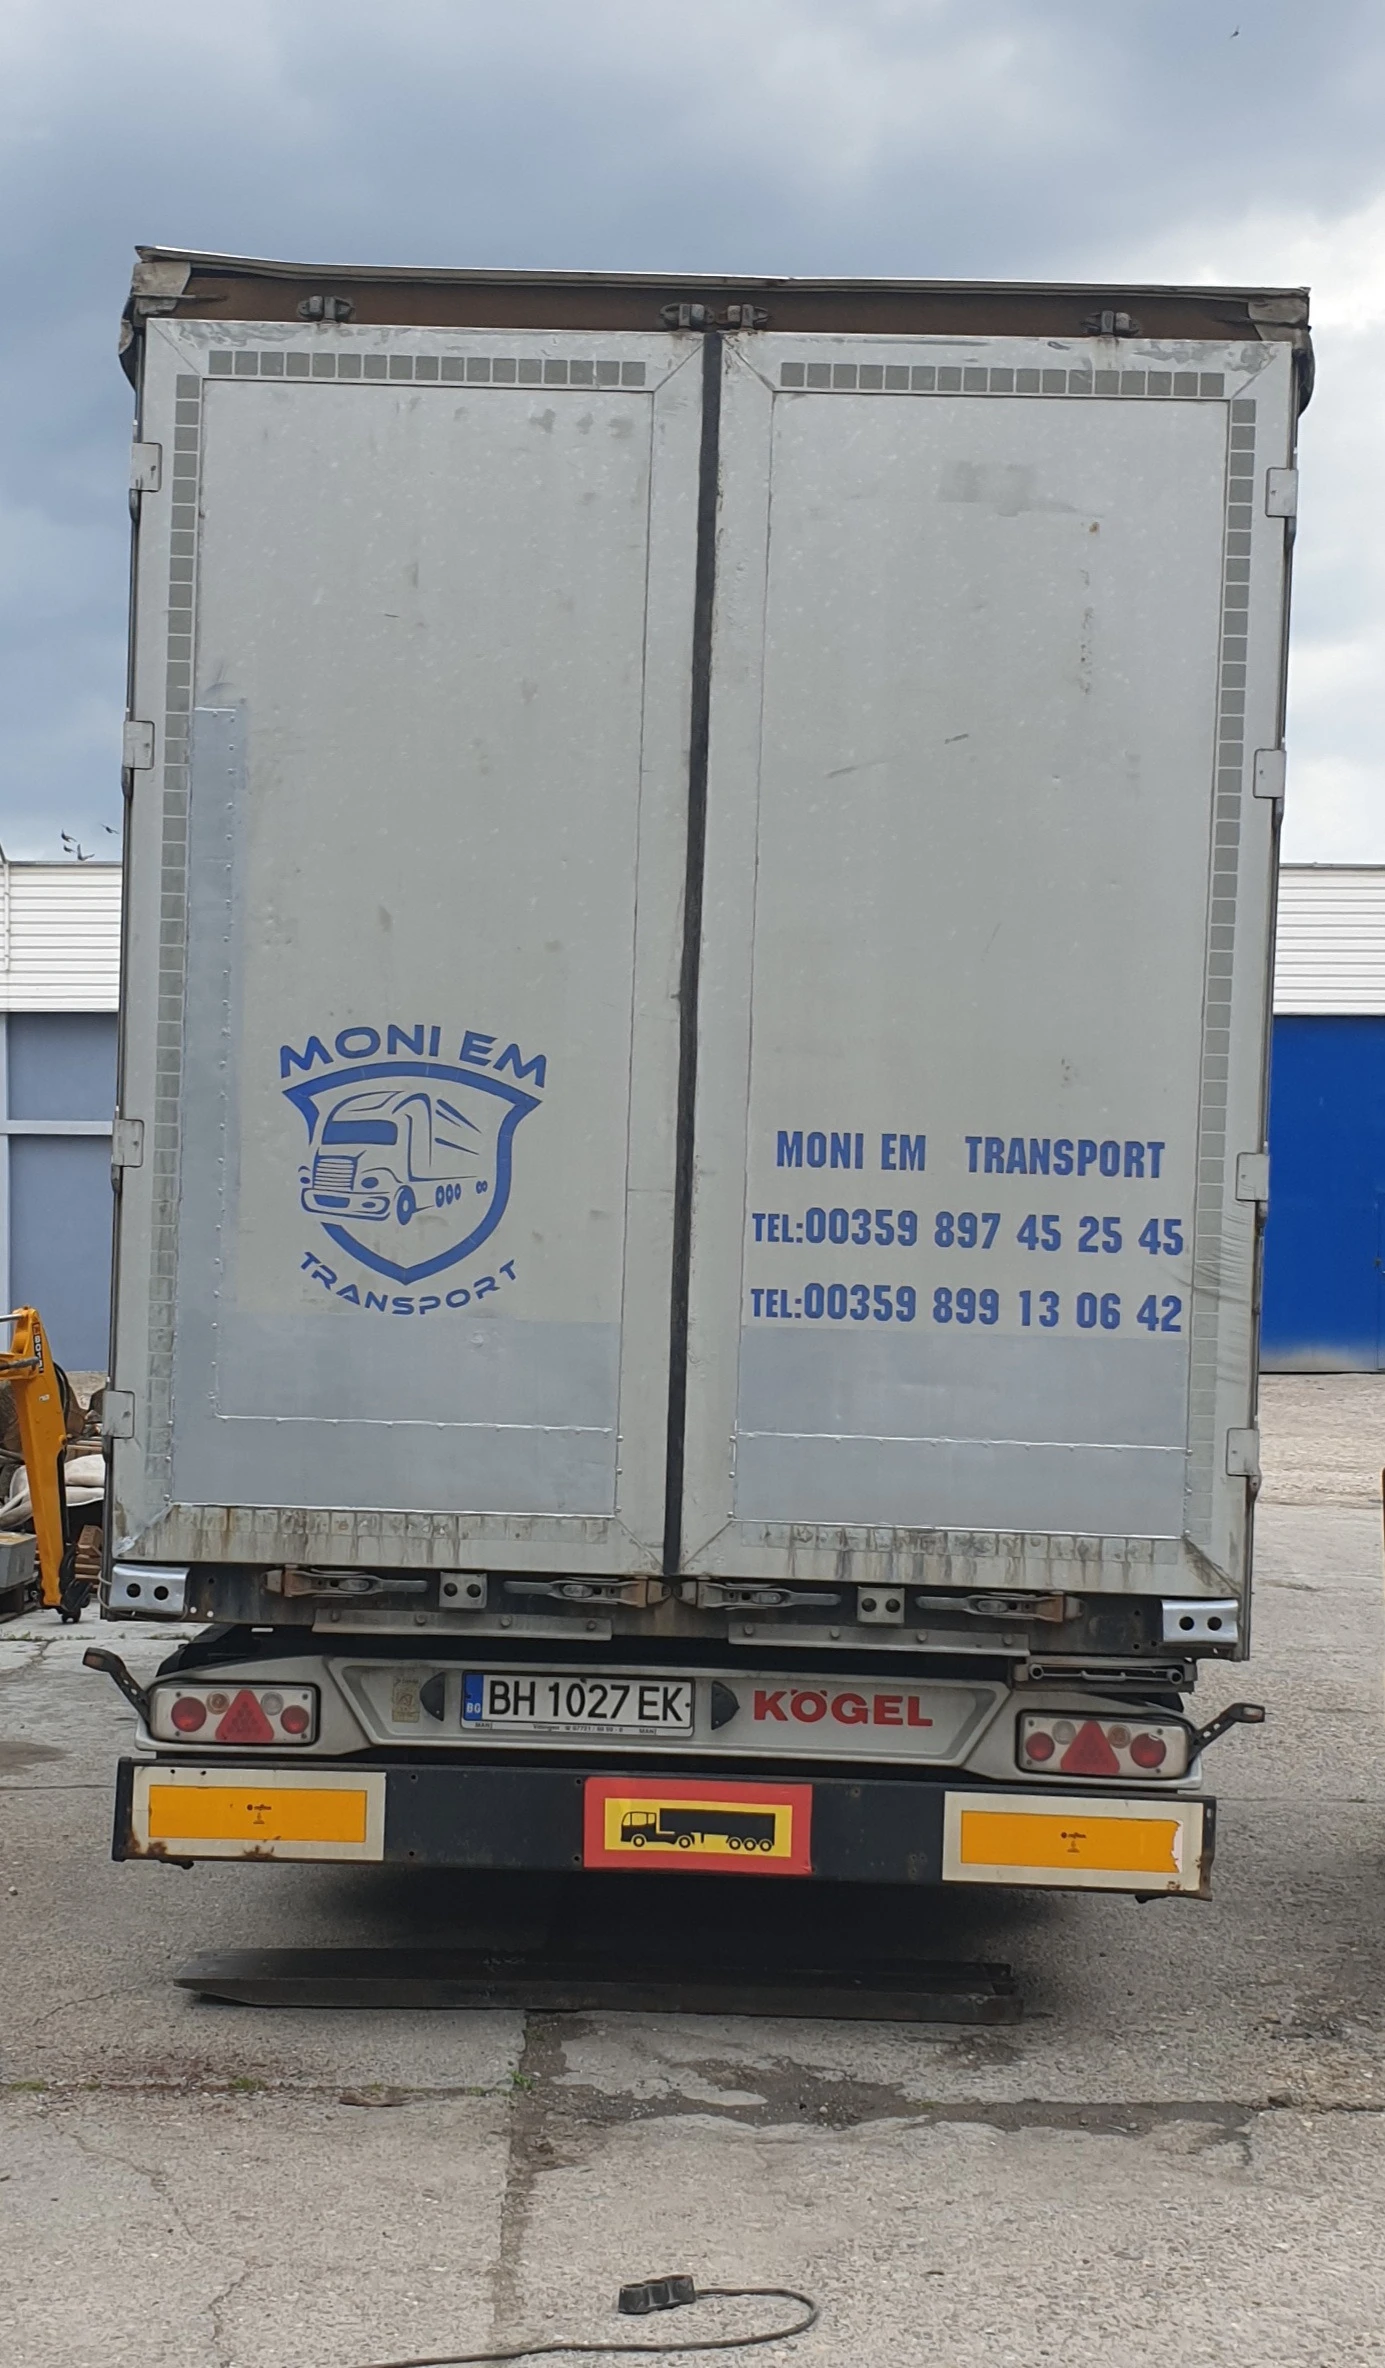 MONI EM
TRANSPORT
MONI EM TRANSPORT
TEL:00359 897 45 25 45
TEL:00359 899 13 06 42
BG BH 1027 EK
KÖGEL